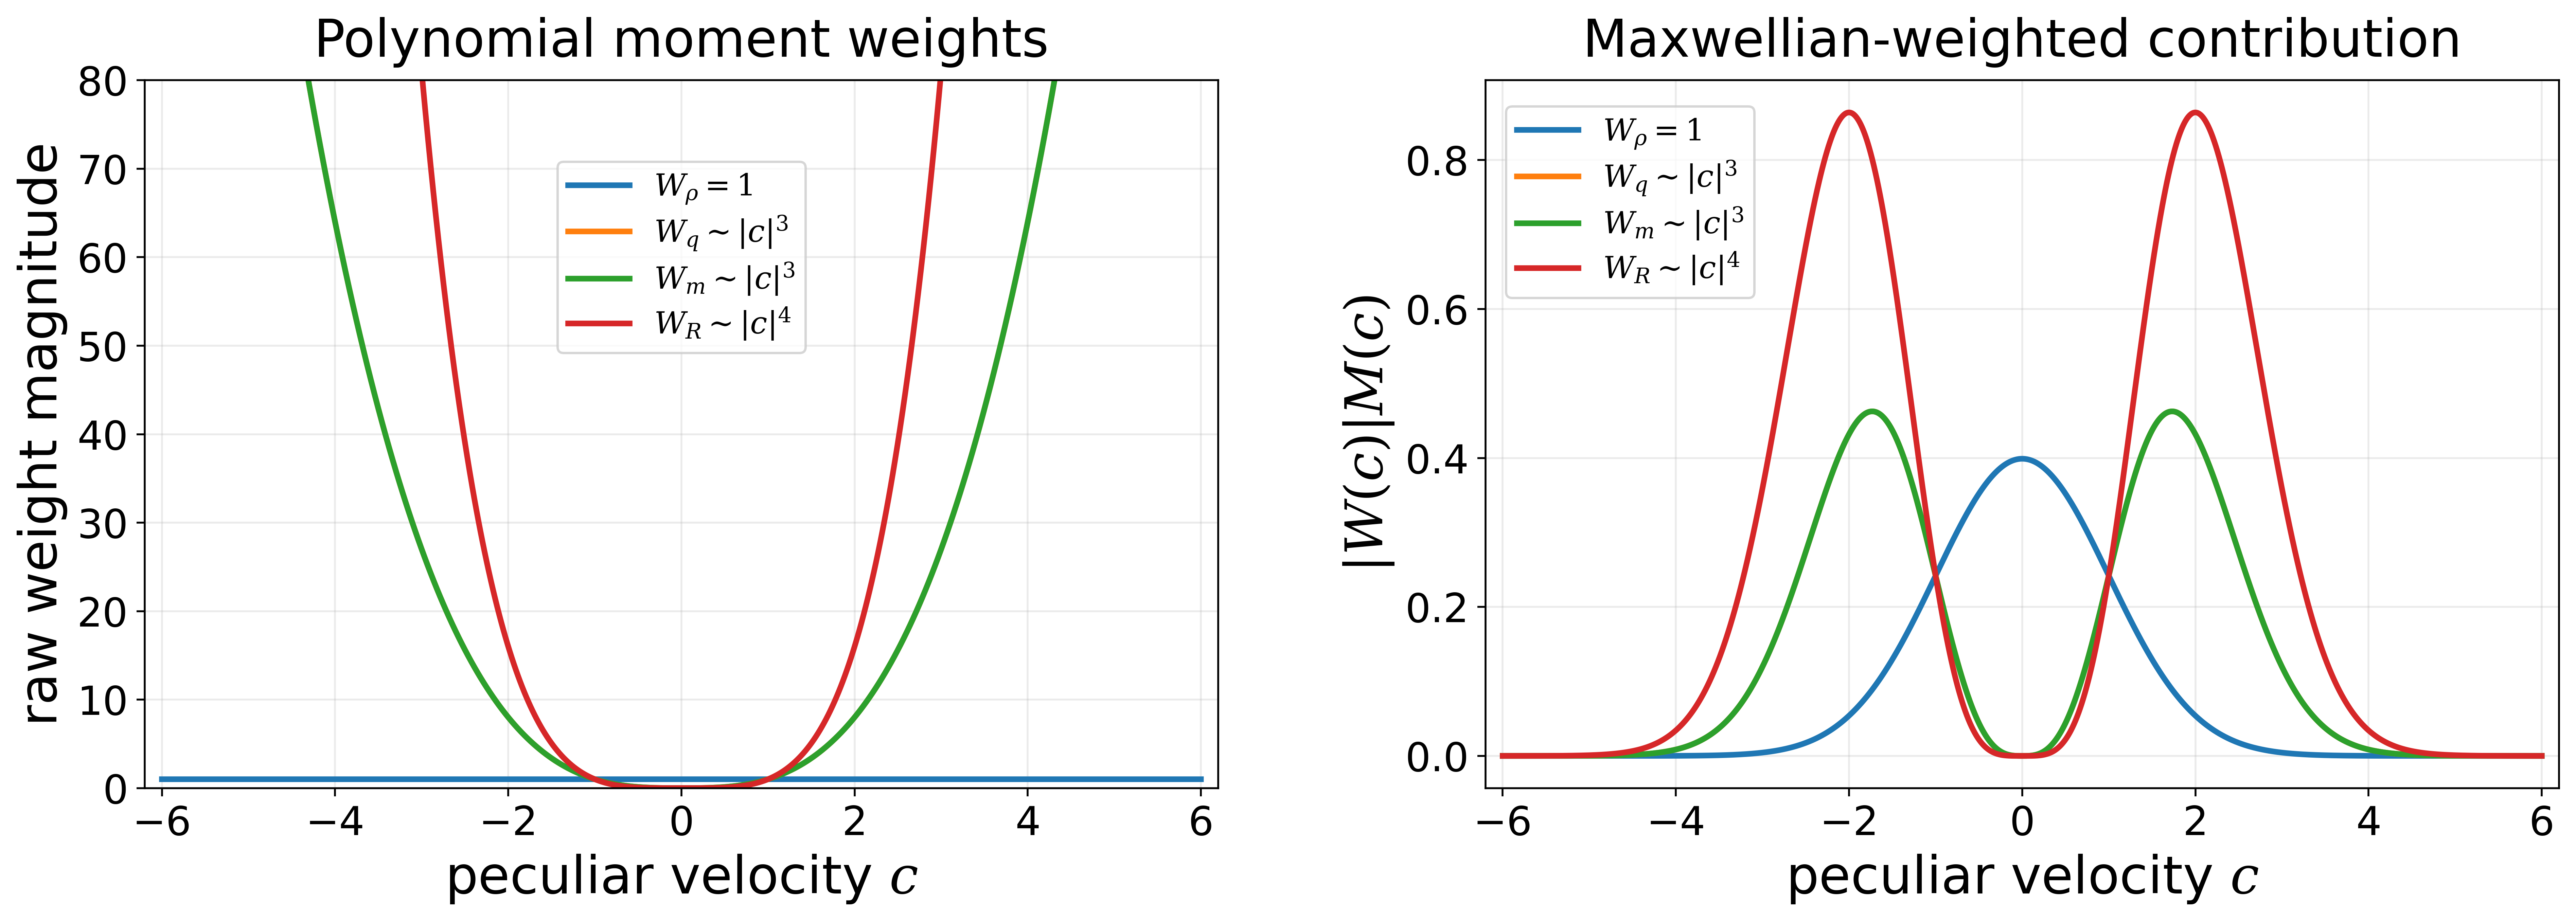 Polynomial moment weights
raw weight magnitude
80
70
60
50
40
30
20
10
0
W_ρ = 1
W_q ~ |c|^3
W_m ~ |c|^3
W_R ~ |c|^4
−6 −4 −2 0 2 4 6
peculiar velocity c
Maxwellian-weighted contribution
|W(c)|M(c)
0.8
0.6
0.4
0.2
0.0
W_ρ = 1
W_q ~ |c|^3
W_m ~ |c|^3
W_R ~ |c|^4
−6 −4 −2 0 2 4 6
peculiar velocity c